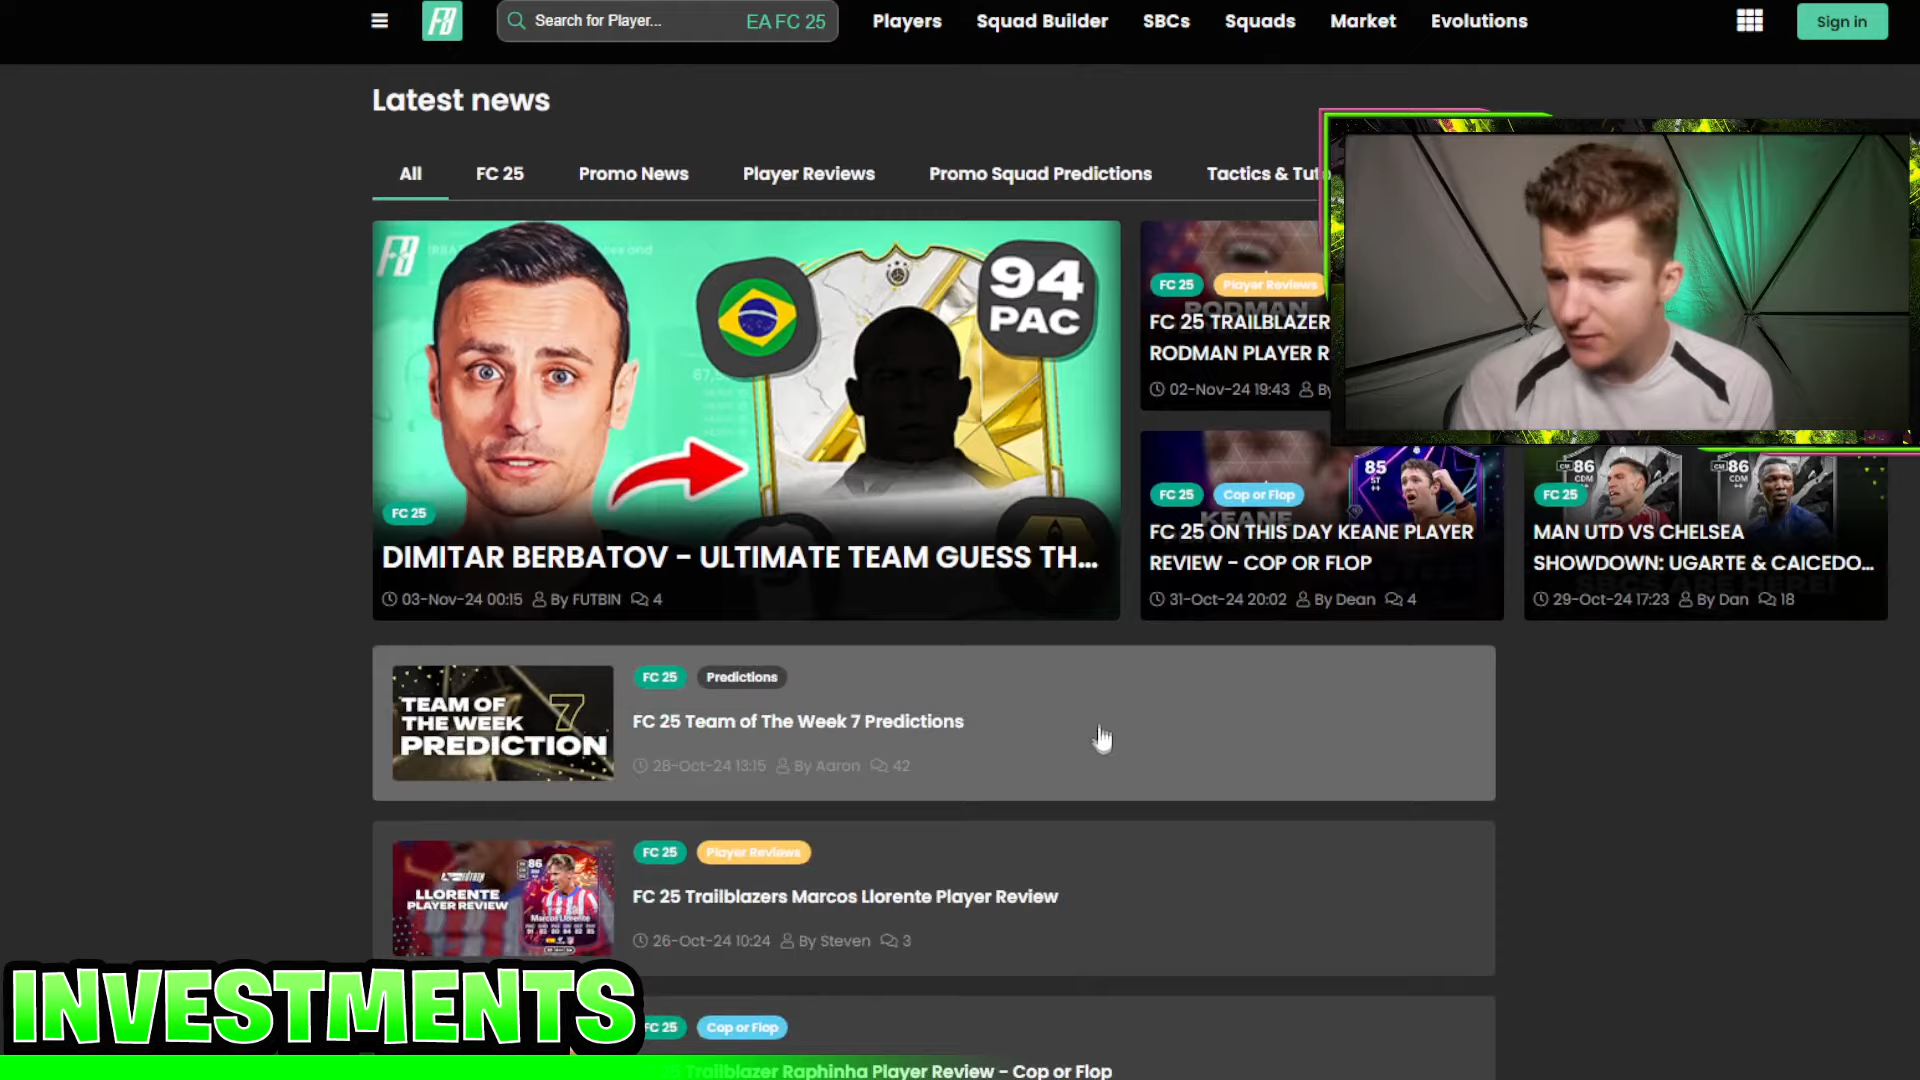 Search for Player...
EA FC 25
Players
Squad Builder
SBCs
Squads
Market
Evolutions
Sign in
Latest news
All
FC 25
Promo News
Player Reviews
Promo Squad Predictions
Tactics &
94
PAC
FC 25
DIMITAR BERBATOV - ULTIMATE TEAM GUESS TH...
03-Nov-24 00:15 By FUTBIN 4
FC 25 Player Reviews
FC 25 TRAILBLAZER
RODMAN PLAYER R
02-Nov-24 19:43 By
85
ST
FC 25 Cop or Flop
KEANE
FC 25 ON THIS DAY KEANE PLAYER
REVIEW - COP OR FLOP
31-Oct-24 20:02 By Dean 4
86
CDM
86
CDM
FC 25
MAN UTD VS CHELSEA
SHOWDOWN: UGARTE & CAICEDO...
29-Oct-24 17:23 By Dan 18
TEAM OF
THE WEEK 7
PREDICTION
FC 25 Predictions
FC 25 Team of The Week 7 Predictions
28-Oct-24 13:15 By Aaron 42
86
LLORENTE
PLAYER REVIEW
Marcos Llorente
FC 25 Player Reviews
FC 25 Trailblazers Marcos Llorente Player Review
26-Oct-24 10:24 By Steven 3
INVESTMENTS
FC 25 Cop or Flop
25 Trailblazer Raphinha Player Review - Cop or Flop